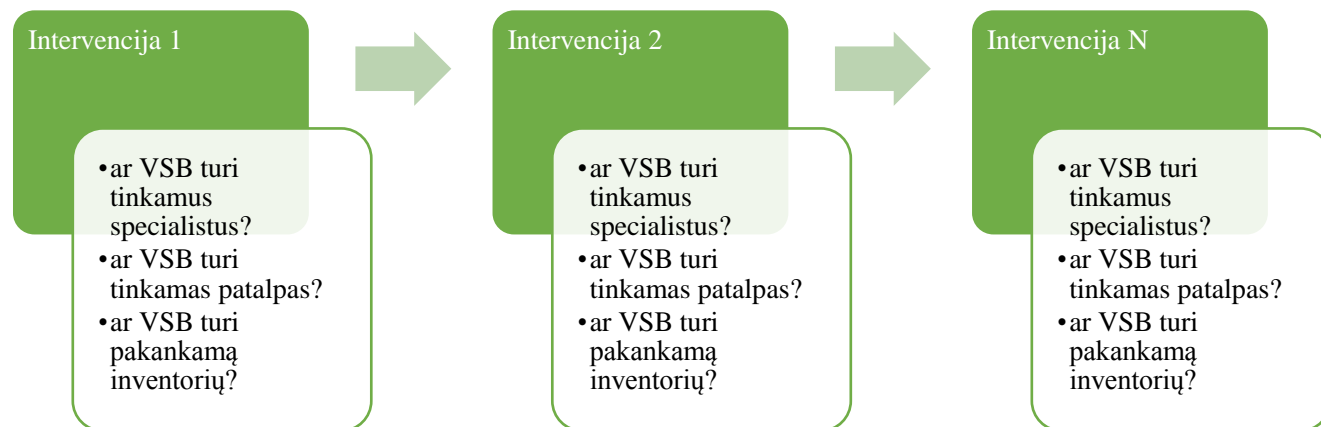 Intervencija 1
•ar VSB turi
tinkamus
specialistus?
•ar VSB turi
tinkamas patalpas?
•ar VSB turi
pakankamą
inventorių?
Intervencija 2
•ar VSB turi
tinkamus
specialistus?
•ar VSB turi
tinkamas patalpas?
•ar VSB turi
pakankamą
inventorių?
Intervencija N
•ar VSB turi
tinkamus
specialistus?
•ar VSB turi
tinkamas patalpas?
•ar VSB turi
pakankamą
inventorių?